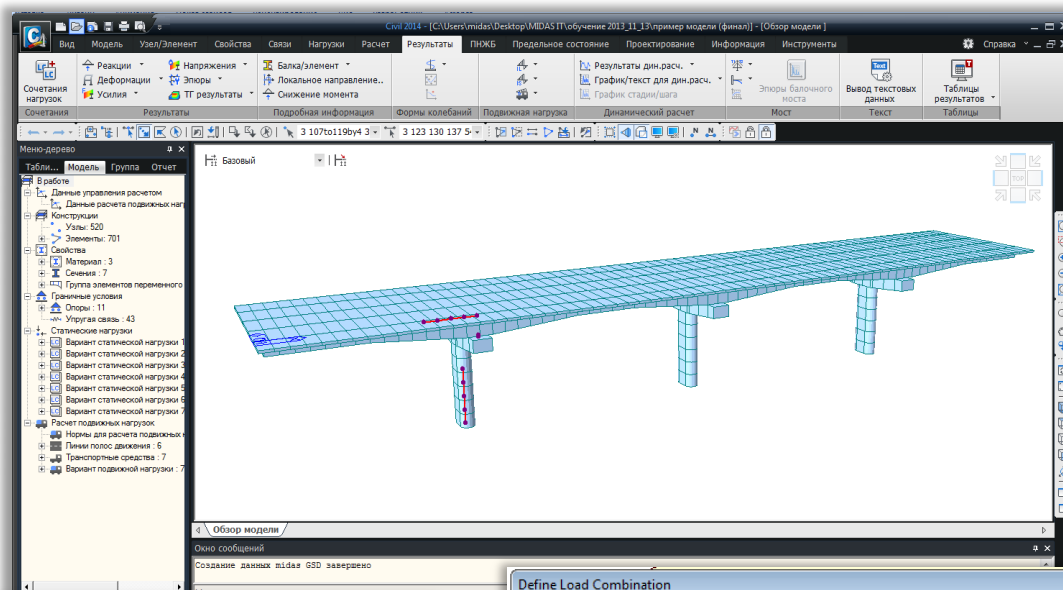 Civil 2014 - [C:\Users\midas\Desktop\MIDAS IT\обучение 2013_11_13\пример модели (финал)] - [Обзор модели ]
Вид Модель Узел/Элемент Свойства Связи Нагрузки Расчет Результаты ПНЖБ Предельное состояние Проектирование Информация Инструменты Справка
Сочетания нагрузок
Реакции
Деформации
Усилия
Напряжения
Эпюры
ТГ результаты
Балка/элемент
Локальное направление..
Снижение момента
Результаты дин.расч.
График/текст для дин.расч.
График стадии/шага
Эпюры балочного моста
Вывод текстовых данных
Таблицы результатов
Сочетания Результаты Подробная информация Формы колебаний Подвижная нагрузка Динамический расчет Мост Текст Таблицы
3 107to119by4 3 3 123 130 137 5
Меню-дерево
Табли... Модель Группа Отчет
В работе
Данные управления расчетом
Данные расчета подвижных наг
Конструкции
Узлы: 520
Элементы: 701
Свойства
Материал : 3
Сечения : 7
Группа элементов переменного
Граничные условия
Опоры : 11
Упругая связь : 43
Статические нагрузки
Вариант статической нагрузки 1
Вариант статической нагрузки 2
Вариант статической нагрузки 3
Вариант статической нагрузки 4
Вариант статической нагрузки 5
Вариант статической нагрузки 6
Вариант статической нагрузки 7
Расчет подвижных нагрузок
Нормы для расчета подвижных н
Линии полос движения : 6
Транспортные средства : 7
Вариант подвижной нагрузки : 7
Базовый
TOP
Обзор модели
Окно сообщений
Создание данных midas GSD завершено
Define Load Combination